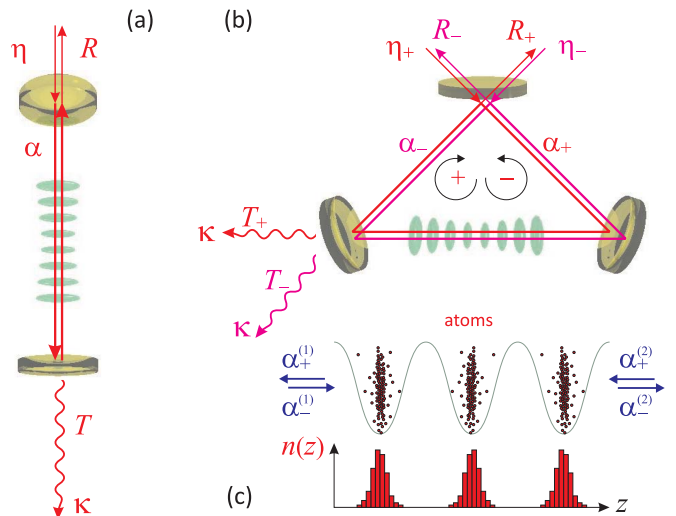 (a)
η R
α
T
κ
(b)
R₋ R₊
η₊ η₋
α₋ α₊
+ −
κ T₊
T₋
κ
atoms
α₊⁽¹⁾ α₊⁽²⁾
α₋⁽¹⁾ α₋⁽²⁾
n(z)
(c) z